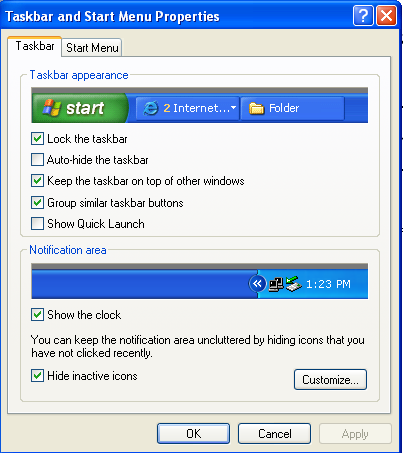 Taskbar and Start Menu Properties
Taskbar
Start Menu
Taskbar appearance
start
2 Internet...
Folder
Lock the taskbar
Auto-hide the taskbar
Keep the taskbar on top of other windows
Group similar taskbar buttons
Show Quick Launch
Notification area
1:23 PM
Show the clock
You can keep the notification area uncluttered by hiding icons that you
have not clicked recently.
Hide inactive icons
Customize...
OK
Cancel
Apply